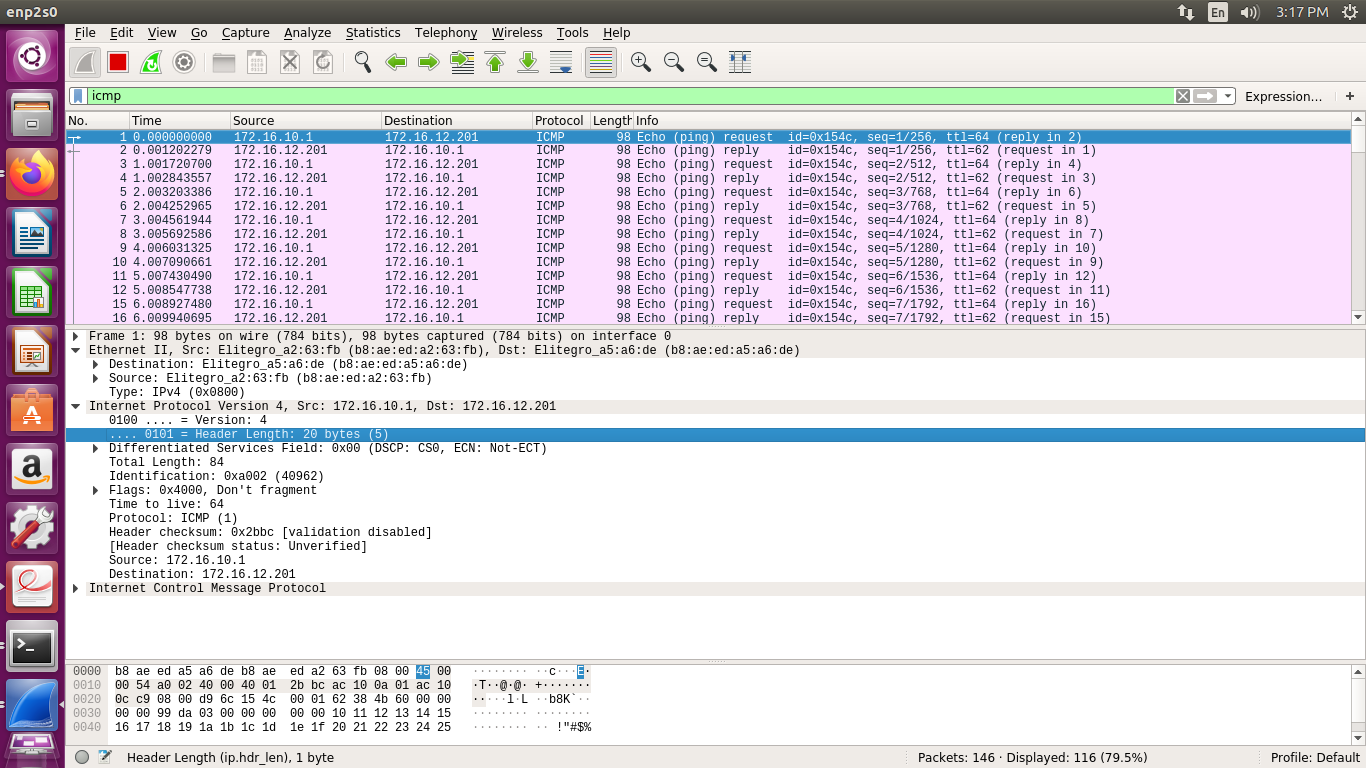 enp2s0 En 3:17 PM
File Edit View Go Capture Analyze Statistics Telephony Wireless Tools Help
icmp Expression… +
No. Time Source Destination Protocol Length Info
1 0.000000000 172.16.10.1 172.16.12.201 ICMP 98 Echo (ping) request id=0x154c, seq=1/256, ttl=64 (reply in 2)
2 0.001202279 172.16.12.201 172.16.10.1 ICMP 98 Echo (ping) reply id=0x154c, seq=1/256, ttl=62 (request in 1)
3 1.001720700 172.16.10.1 172.16.12.201 ICMP 98 Echo (ping) request id=0x154c, seq=2/512, ttl=64 (reply in 4)
4 1.002843557 172.16.12.201 172.16.10.1 ICMP 98 Echo (ping) reply id=0x154c, seq=2/512, ttl=62 (request in 3)
5 2.003203386 172.16.10.1 172.16.12.201 ICMP 98 Echo (ping) request id=0x154c, seq=3/768, ttl=64 (reply in 6)
6 2.004252965 172.16.12.201 172.16.10.1 ICMP 98 Echo (ping) reply id=0x154c, seq=3/768, ttl=62 (request in 5)
7 3.004561944 172.16.10.1 172.16.12.201 ICMP 98 Echo (ping) request id=0x154c, seq=4/1024, ttl=64 (reply in 8)
8 3.005692586 172.16.12.201 172.16.10.1 ICMP 98 Echo (ping) reply id=0x154c, seq=4/1024, ttl=62 (request in 7)
9 4.006031325 172.16.10.1 172.16.12.201 ICMP 98 Echo (ping) request id=0x154c, seq=5/1280, ttl=64 (reply in 10)
10 4.007090661 172.16.12.201 172.16.10.1 ICMP 98 Echo (ping) reply id=0x154c, seq=5/1280, ttl=62 (request in 9)
11 5.007430490 172.16.10.1 172.16.12.201 ICMP 98 Echo (ping) request id=0x154c, seq=6/1536, ttl=64 (reply in 12)
12 5.008547738 172.16.12.201 172.16.10.1 ICMP 98 Echo (ping) reply id=0x154c, seq=6/1536, ttl=62 (request in 11)
15 6.008927480 172.16.10.1 172.16.12.201 ICMP 98 Echo (ping) request id=0x154c, seq=7/1792, ttl=64 (reply in 16)
16 6.009940695 172.16.12.201 172.16.10.1 ICMP 98 Echo (ping) reply id=0x154c, seq=7/1792, ttl=62 (request in 15)
Frame 1: 98 bytes on wire (784 bits), 98 bytes captured (784 bits) on interface 0
Ethernet II, Src: Elitegro_a2:63:fb (b8:ae:ed:a2:63:fb), Dst: Elitegro_a5:a6:de (b8:ae:ed:a5:a6:de)
Destination: Elitegro_a5:a6:de (b8:ae:ed:a5:a6:de)
Source: Elitegro_a2:63:fb (b8:ae:ed:a2:63:fb)
Type: IPv4 (0x0800)
Internet Protocol Version 4, Src: 172.16.10.1, Dst: 172.16.12.201
0100 .... = Version: 4
.... 0101 = Header Length: 20 bytes (5)
Differentiated Services Field: 0x00 (DSCP: CS0, ECN: Not-ECT)
Total Length: 84
Identification: 0xa002 (40962)
Flags: 0x4000, Don't fragment
Time to live: 64
Protocol: ICMP (1)
Header checksum: 0x2bbc [validation disabled]
[Header checksum status: Unverified]
Source: 172.16.10.1
Destination: 172.16.12.201
Internet Control Message Protocol
0000 b8 ae ed a5 a6 de b8 ae ed a2 63 fb 08 00 45 00 ········ ··c···E·
0010 00 54 a0 02 40 00 40 01 2b bc ac 10 0a 01 ac 10 ·T··@·@· +·······
0020 0c c9 08 00 d9 6c 15 4c 00 01 62 38 4b 60 00 00 ·····l·L ··b8K`··
0030 00 00 99 da 03 00 00 00 00 00 10 11 12 13 14 15 ········ ········
0040 16 17 18 19 1a 1b 1c 1d 1e 1f 20 21 22 23 24 25 ········ ·· !"#$%
Header Length (ip.hdr_len), 1 byte Packets: 146 · Displayed: 116 (79.5%) Profile: Default